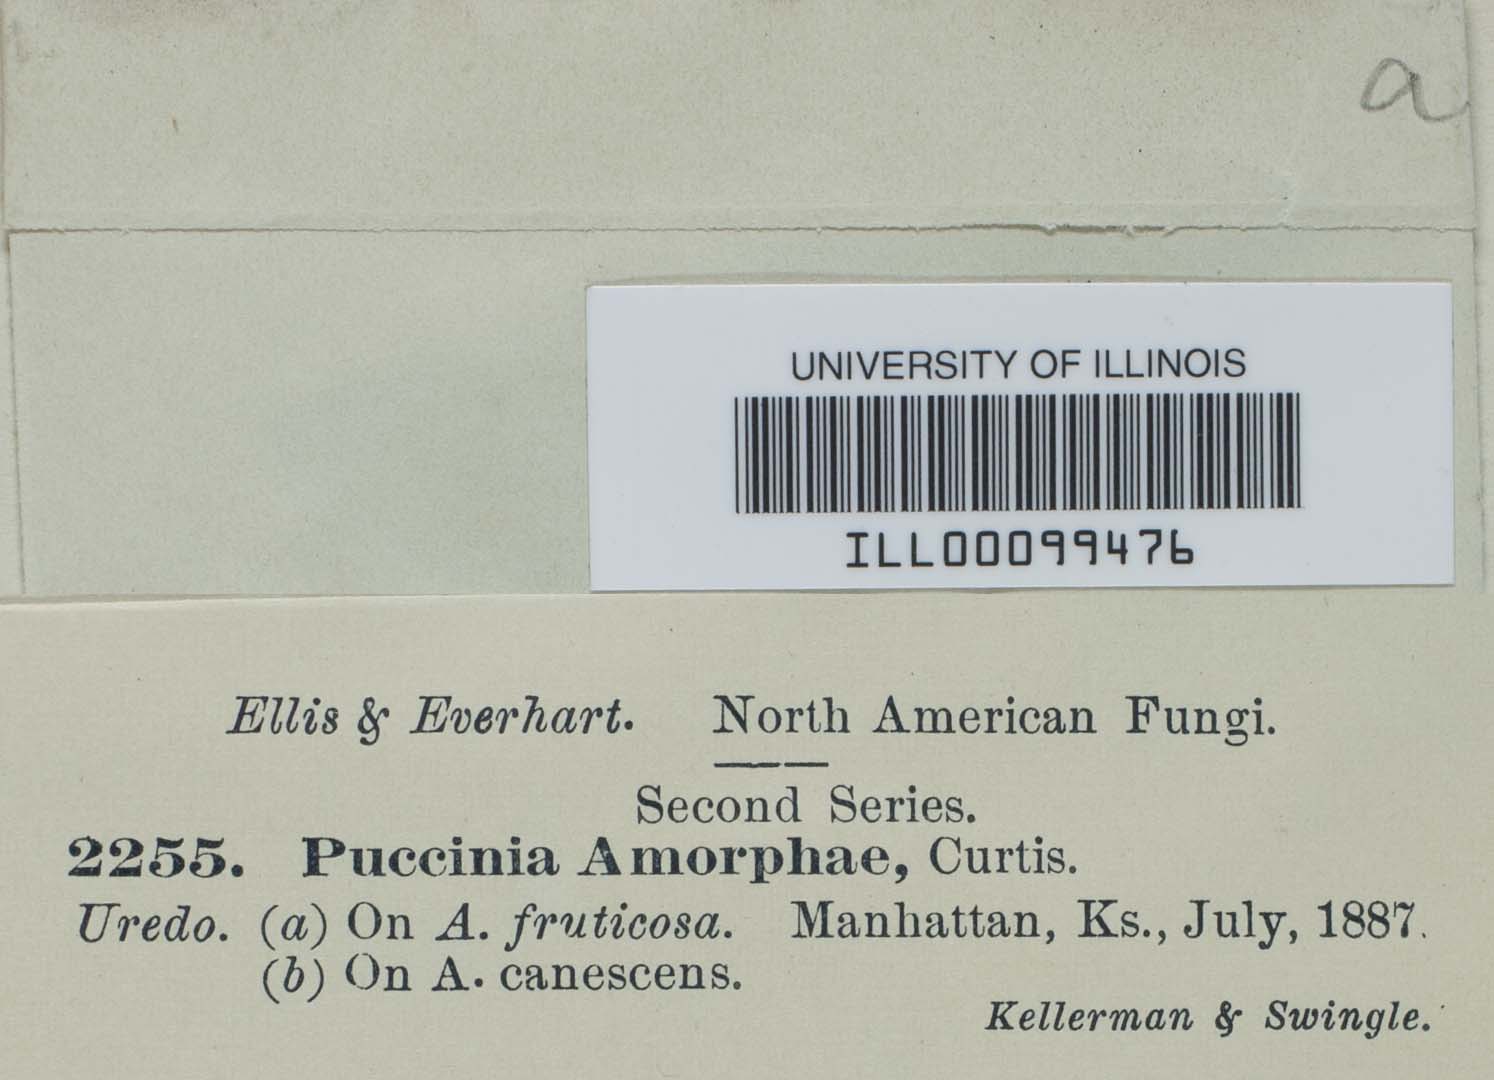 a
UNIVERSITY OF ILLINOIS
ILL00099476
Ellis & Everhart. North American Fungi.
Second Series.
2255. Puccinia Amorphae, Curtis.
Uredo. (a) On A. fruticosa. Manhattan, Ks., July, 1887.
(b) On A. canescens.
Kellerman & Swingle.